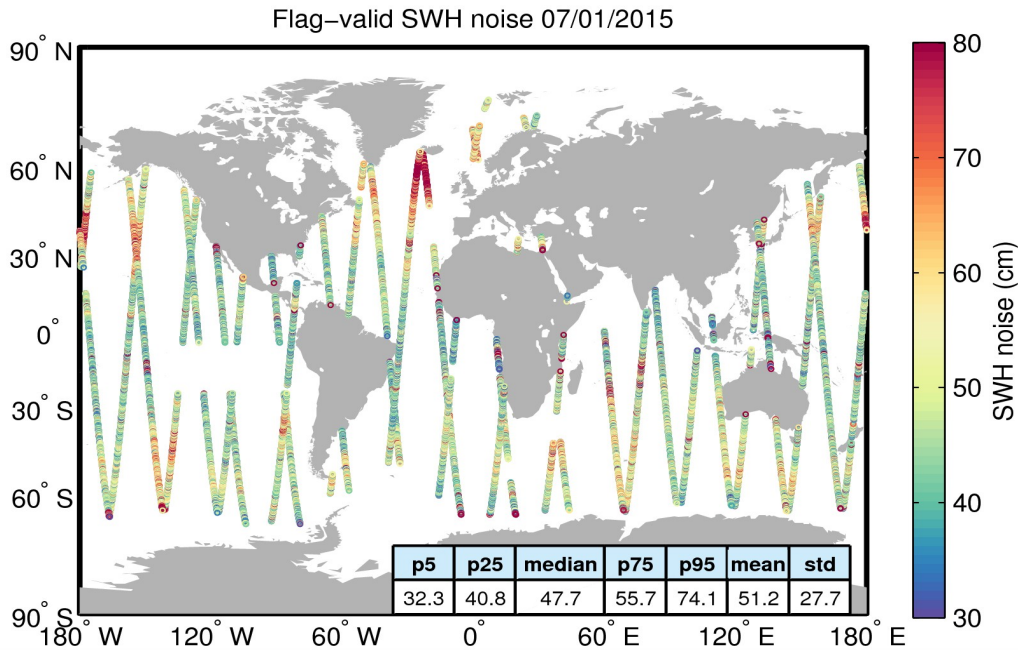 Flag−valid SWH noise 07/01/2015
90° N
60° N
30° N
0°
30° S
60° S
90° S
180° W
120° W
60° W
0°
60° E
120° E
180° E
80
70
60
50
40
30
SWH noise (cm)
p5 p25 median p75 p95 mean std
32.3 40.8 47.7 55.7 74.1 51.2 27.7